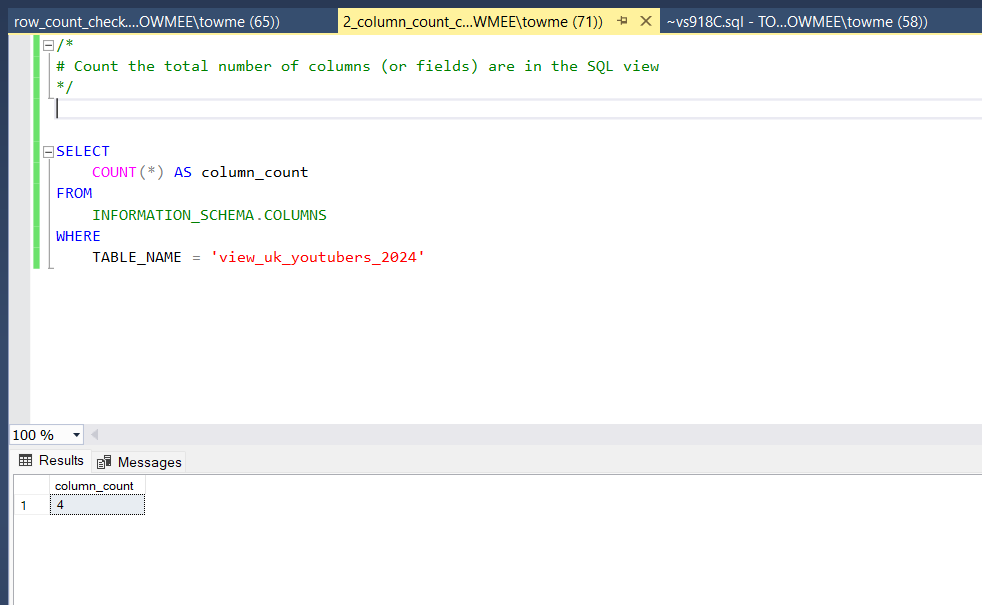 row_count_check....OWMEE\towme (65)) 2_column_count_c...WMEE\towme (71)) ~vs918C.sql - TO...OWMEE\towme (58))
/*
# Count the total number of columns (or fields) are in the SQL view
*/
SELECT
COUNT(*) AS column_count
FROM
INFORMATION_SCHEMA.COLUMNS
WHERE
TABLE_NAME = 'view_uk_youtubers_2024'
100 %
Results Messages
column_count
1 4